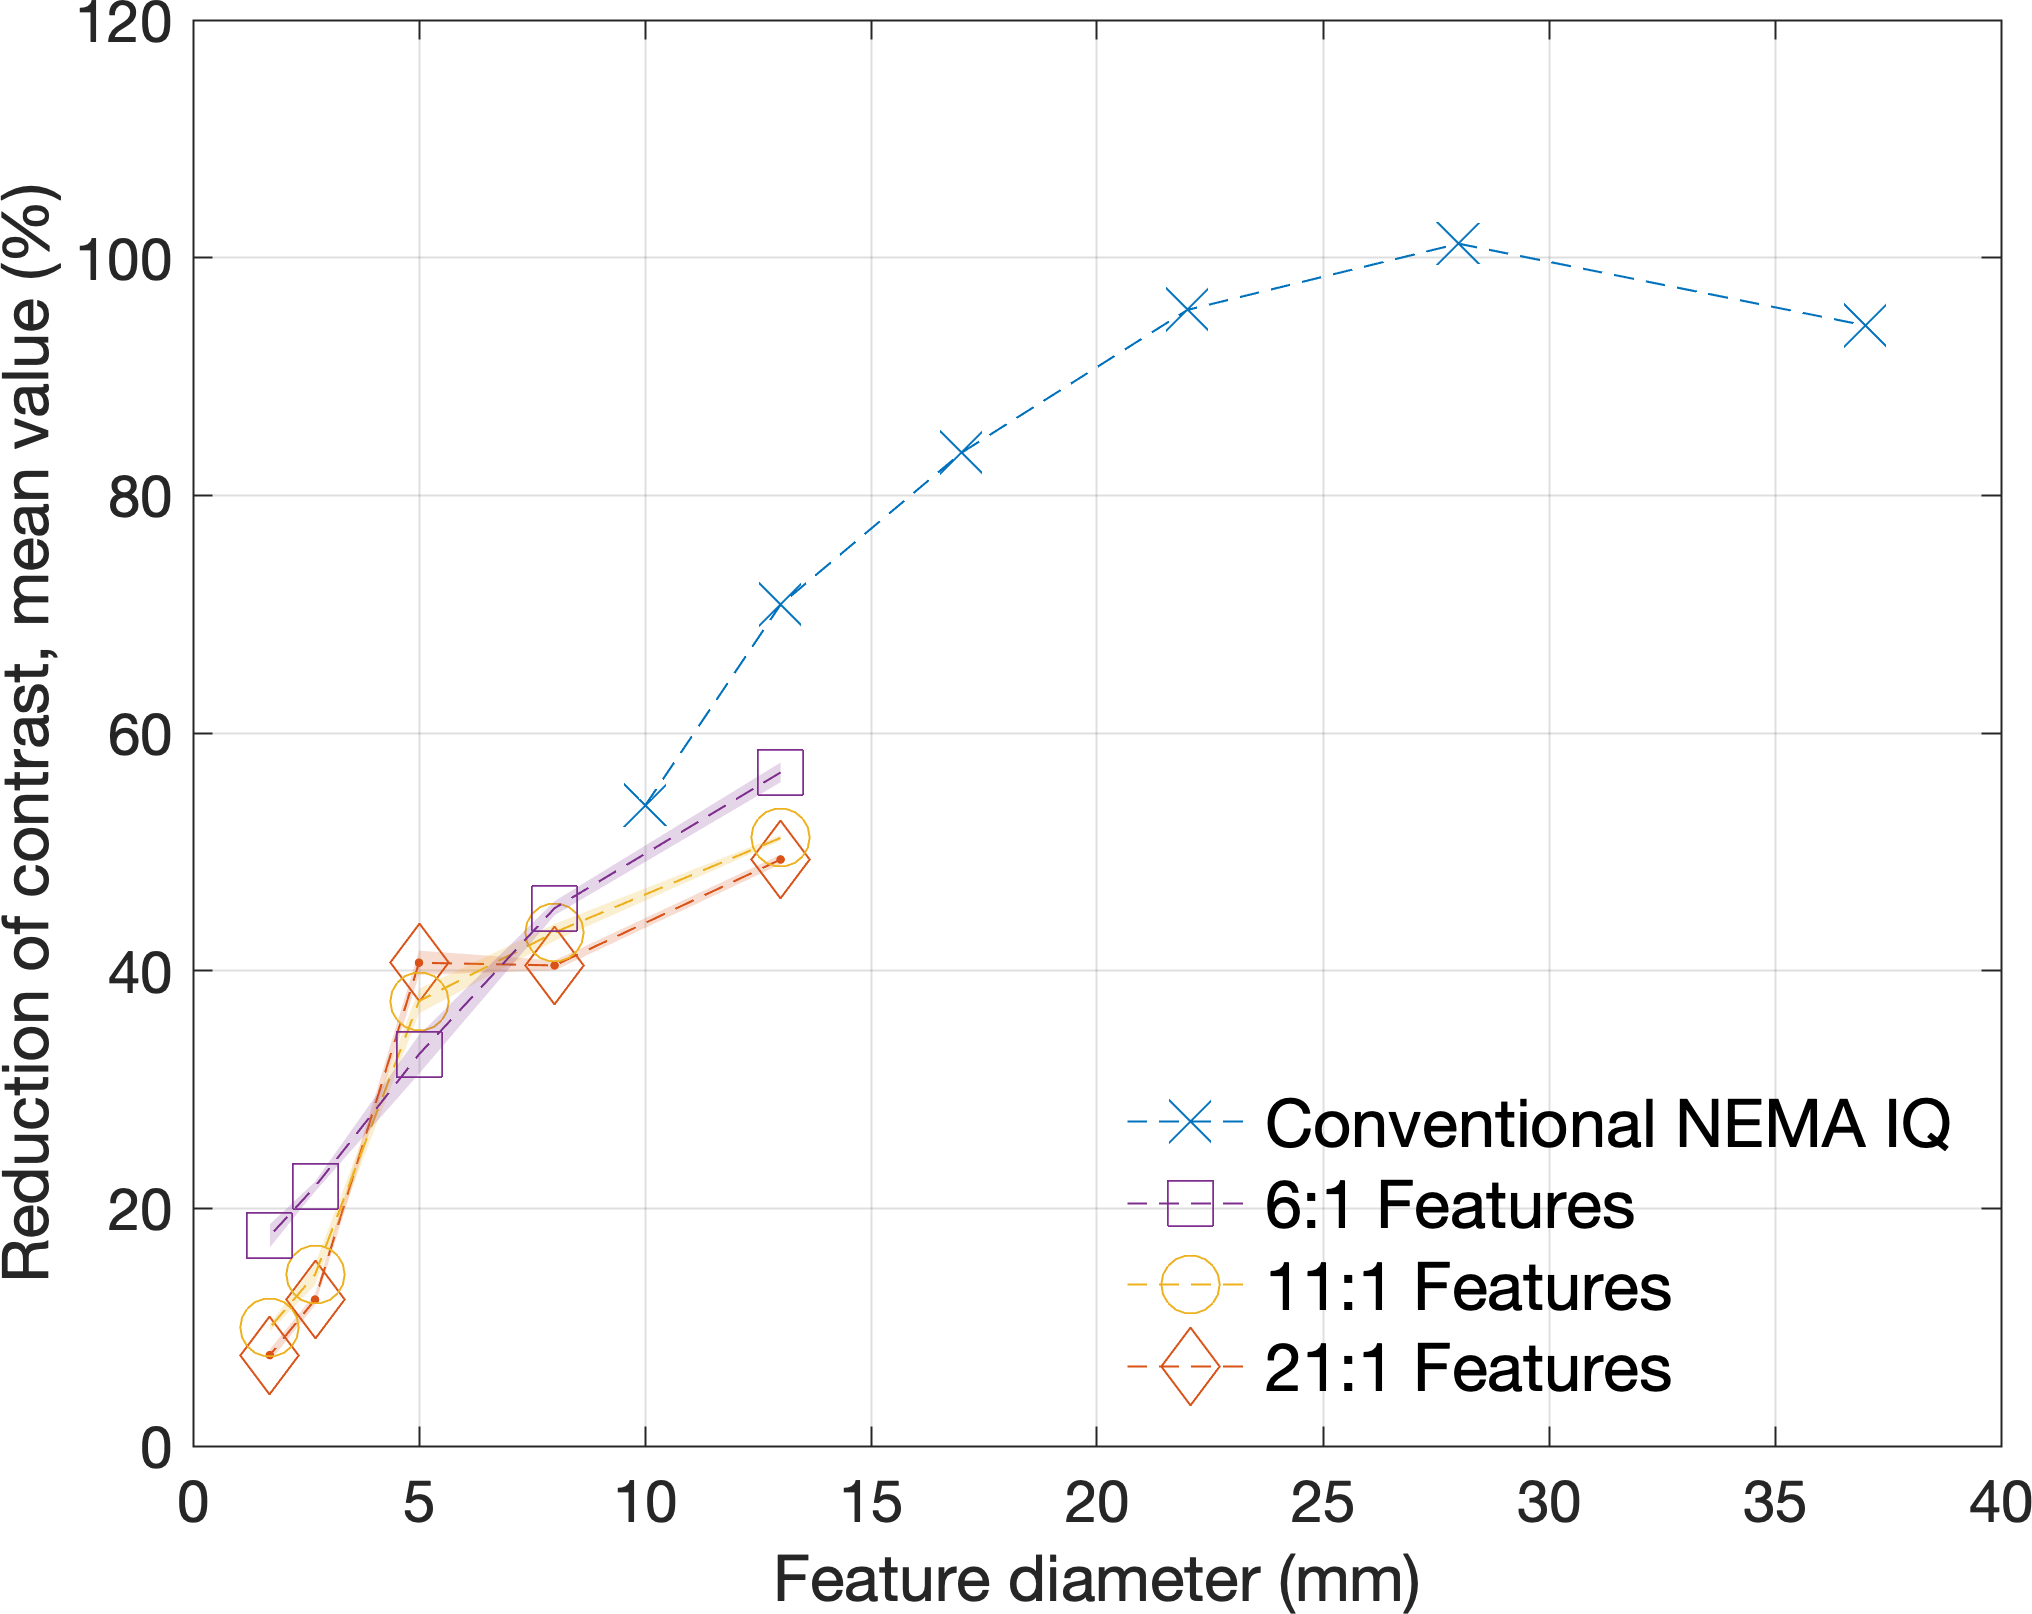 120
100
80
60
40
20
0
0 5 10 15 20 25 30 35 40
Reduction of contrast, mean value (%)
Feature diameter (mm)
Conventional NEMA IQ
6:1 Features
11:1 Features
21:1 Features